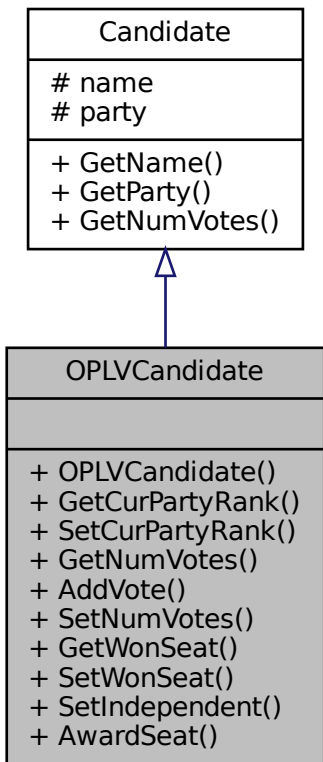 Candidate
# name
# party
+ GetName()
+ GetParty()
+ GetNumVotes()
OPLVCandidate
+ OPLVCandidate()
+ GetCurPartyRank()
+ SetCurPartyRank()
+ GetNumVotes()
+ AddVote()
+ SetNumVotes()
+ GetWonSeat()
+ SetWonSeat()
+ SetIndependent()
+ AwardSeat()